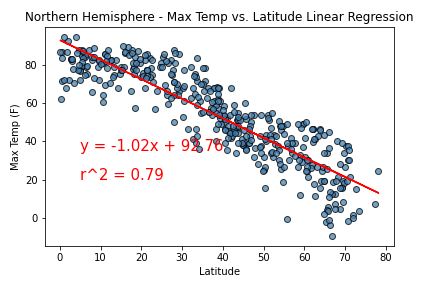 Northern Hemisphere - Max Temp vs. Latitude Linear Regression
Max Temp (F)
80
60
40
20
0
y = -1.02x + 92.76
r^2 = 0.79
0 10 20 30 40 50 60 70 80
Latitude